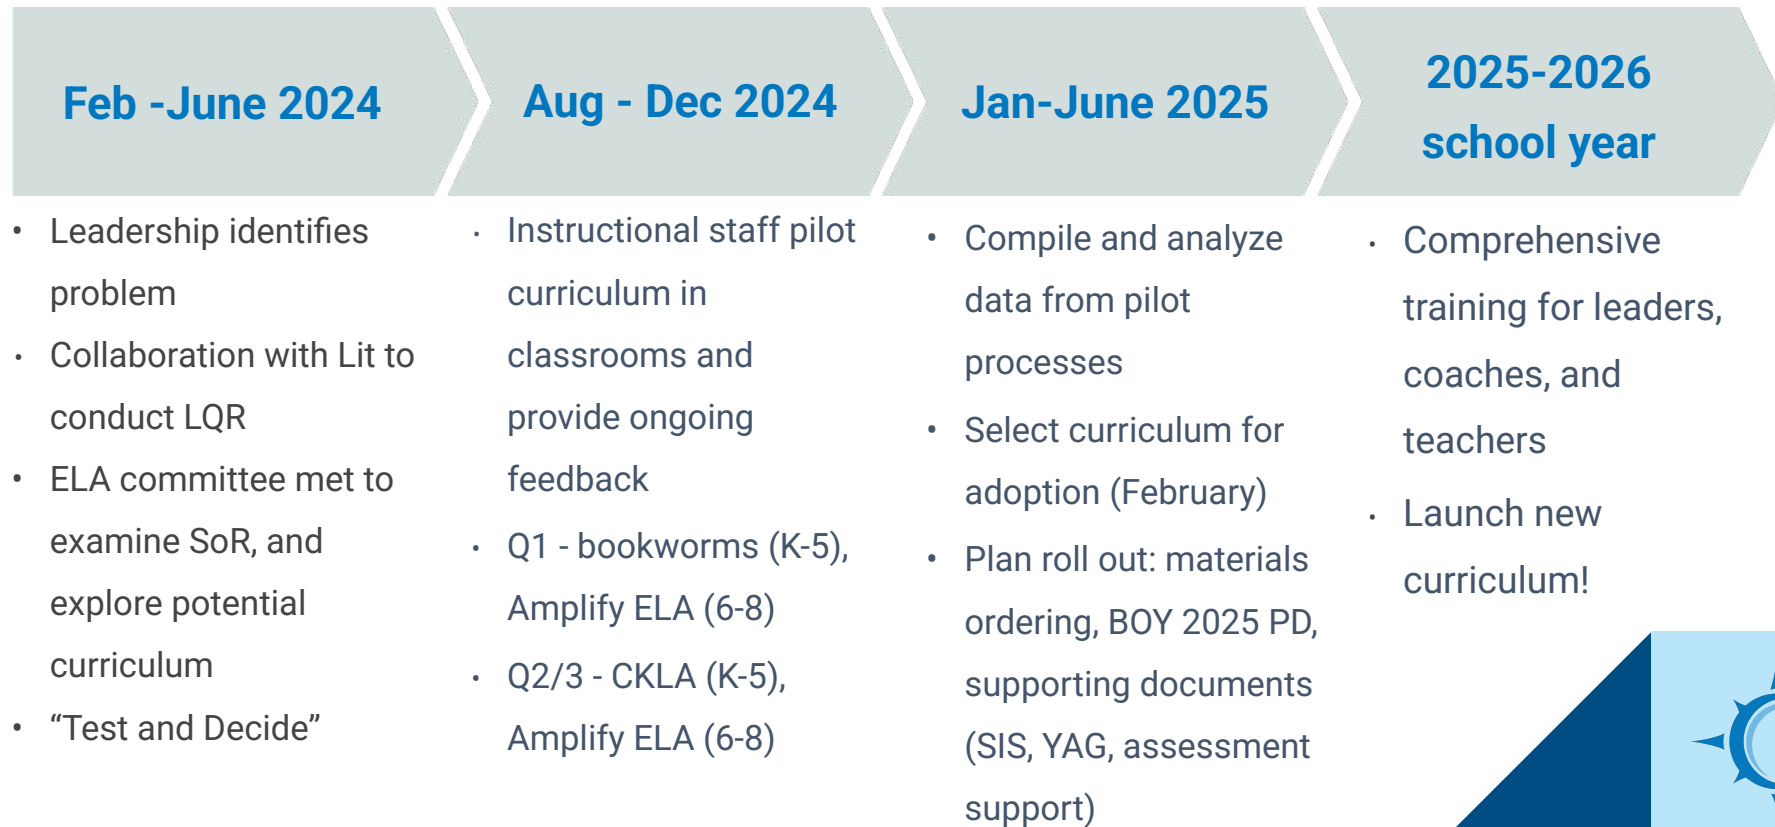 Feb -June 2024
• Leadership identifies
problem
• Collaboration with Lit to
conduct LQR
• ELA committee met to
examine SoR, and
explore potential
curriculum
• “Test and Decide”
Aug - Dec 2024
• Instructional staff pilot
curriculum in
classrooms and
provide ongoing
feedback
• Q1 - bookworms (K-5),
Amplify ELA (6-8)
• Q2/3 - CKLA (K-5),
Amplify ELA (6-8)
Jan-June 2025
• Compile and analyze
data from pilot
processes
• Select curriculum for
adoption (February)
• Plan roll out: materials
ordering, BOY 2025 PD,
supporting documents
(SIS, YAG, assessment
support)
2025-2026
school year
• Comprehensive
training for leaders,
coaches, and
teachers
• Launch new
curriculum!